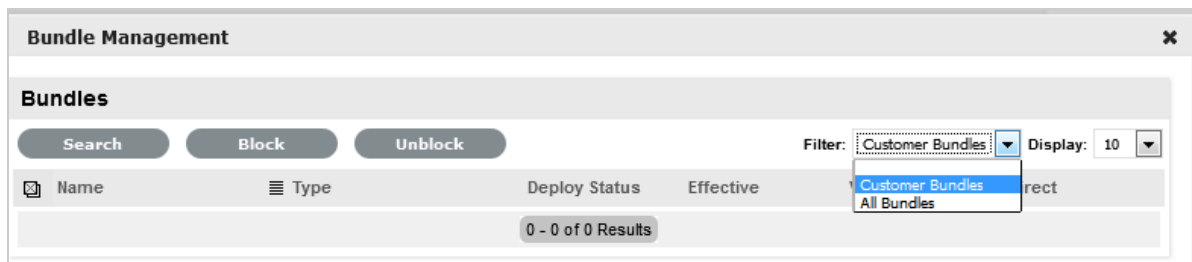 Bundle Management
Bundles
Search Block Unblock Filter: Customer Bundles Display: 10
Name Type Deploy Status Effective rect
Customer Bundles
All Bundles
0 - 0 of 0 Results